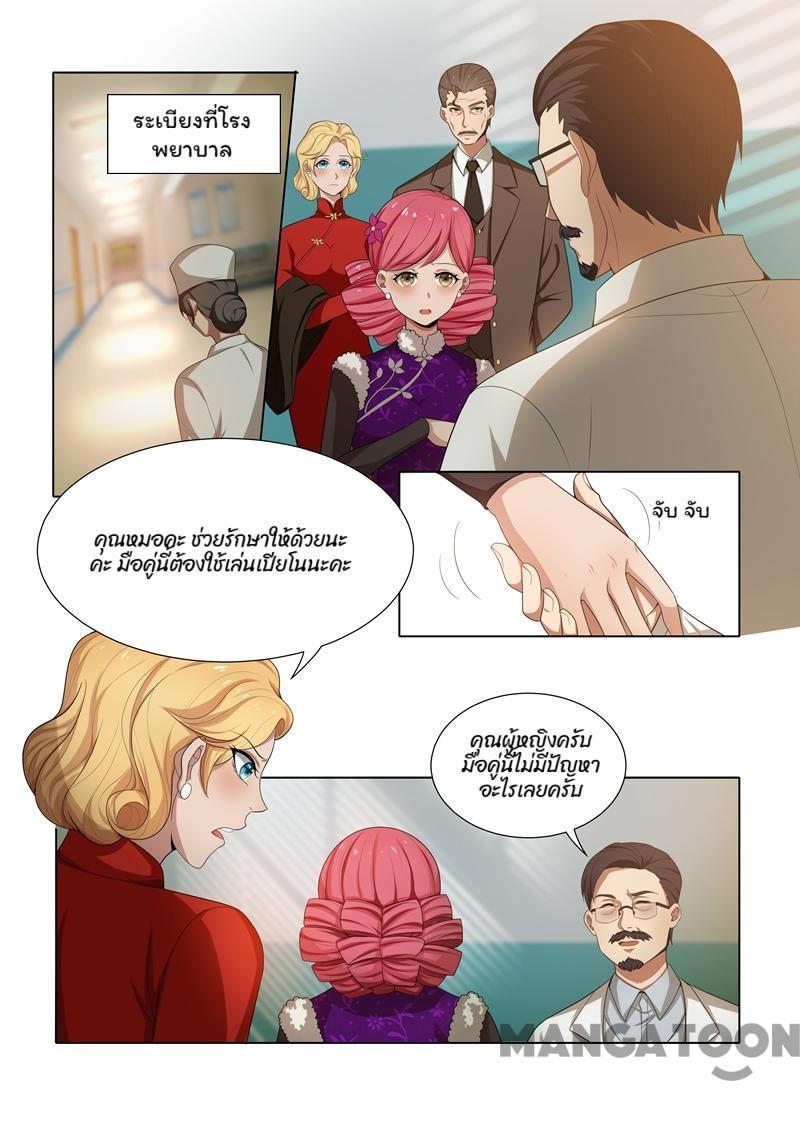 ระเบียงที่โรง
พยาบาล
จับ จับ
คุณหมอคะ ช่วยรักษาให้ด้วยนะ
คะ มือคู่นี้ต้องใช้เล่นเปียโนนะคะ
คุณผู้หญิงครับ
มือคู่นี้ไม่มีปัญหา
อะไรเลยครับ
MANGATOON